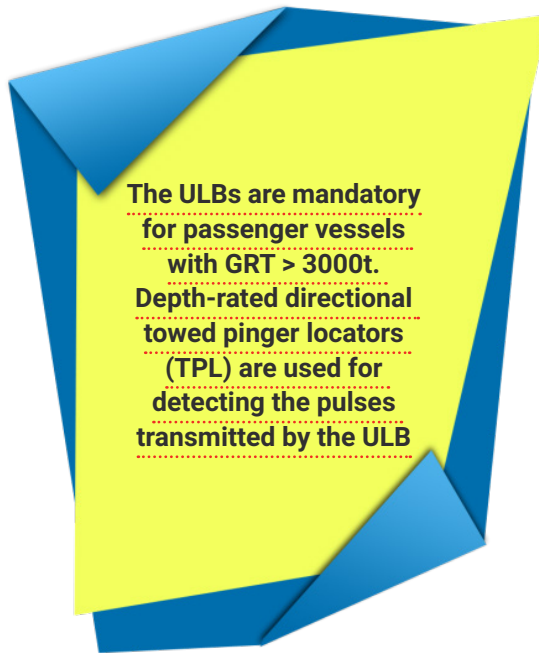 The ULBs are mandatory
for passenger vessels
with GRT > 3000t.
Depth-rated directional
towed pinger locators
(TPL) are used for
detecting the pulses
transmitted by the ULB